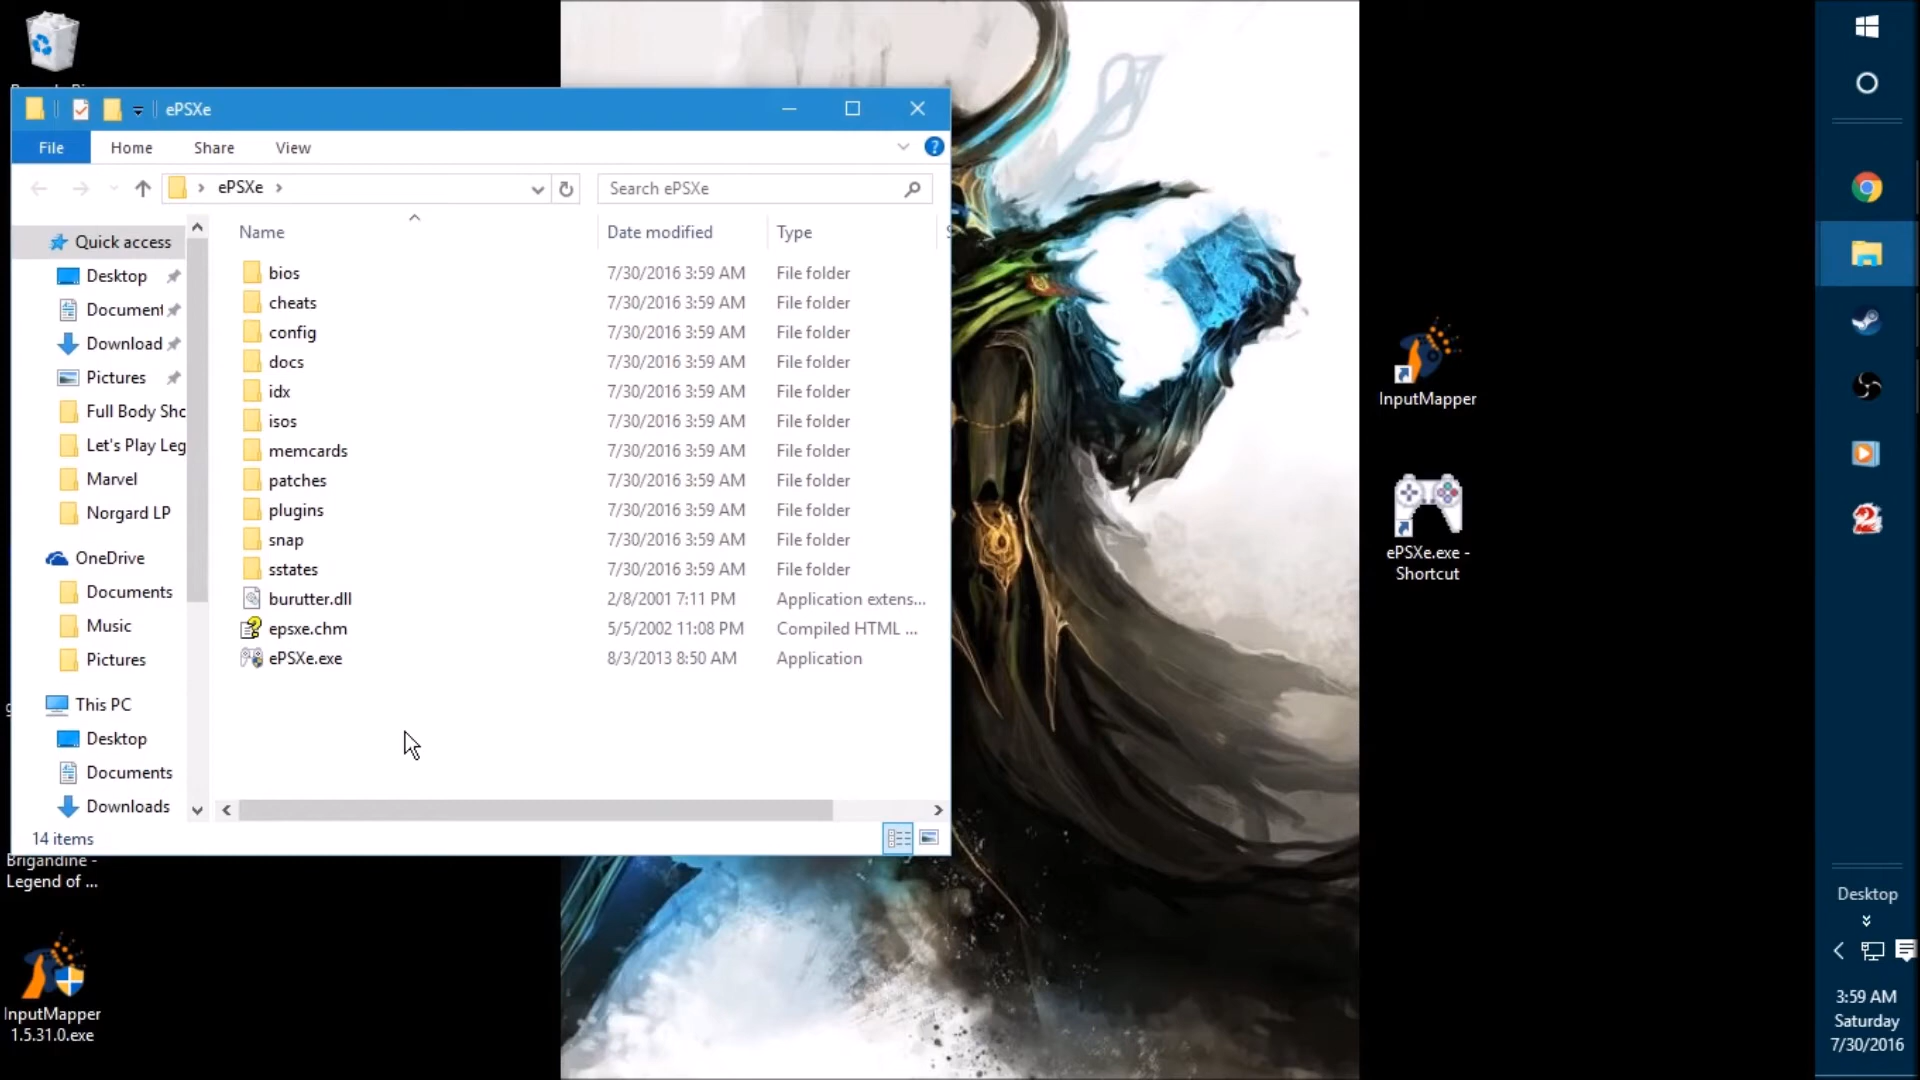 ePSXe
File Home Share View
ePSXe
Search ePSXe
Name Date modified Type
Quick access
Desktop
Document
Download
Pictures
Full Body Shc
Let's Play Leg
Marvel
Norgard LP
OneDrive
Documents
Music
Pictures
This PC
Desktop
Documents
Downloads
bios 7/30/2016 3:59 AM File folder
cheats 7/30/2016 3:59 AM File folder
config 7/30/2016 3:59 AM File folder
docs 7/30/2016 3:59 AM File folder
idx 7/30/2016 3:59 AM File folder
isos 7/30/2016 3:59 AM File folder
memcards 7/30/2016 3:59 AM File folder
patches 7/30/2016 3:59 AM File folder
plugins 7/30/2016 3:59 AM File folder
snap 7/30/2016 3:59 AM File folder
sstates 7/30/2016 3:59 AM File folder
burutter.dll 2/8/2001 7:11 PM Application extens...
epsxe.chm 5/5/2002 11:08 PM Compiled HTML ...
ePSXe.exe 8/3/2013 8:50 AM Application
14 items
Brigandine -
Legend of ...
InputMapper
1.5.31.0.exe
InputMapper
ePSXe.exe -
Shortcut
Desktop
3:59 AM
Saturday
7/30/2016